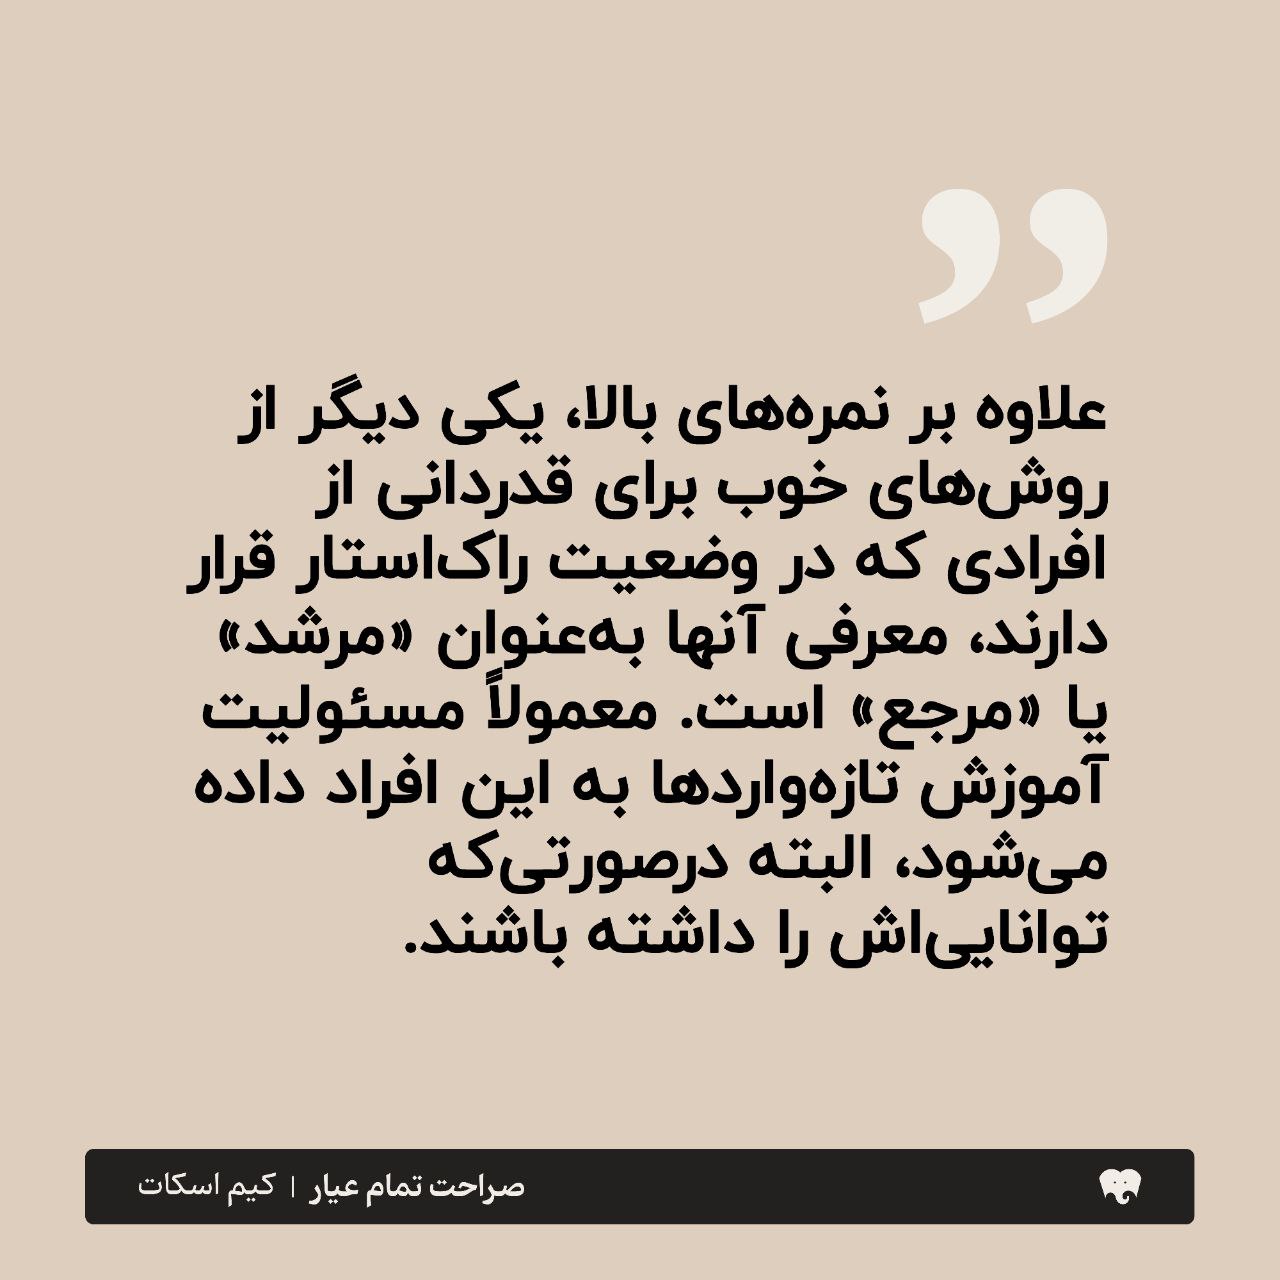 علاوه بر نمره‌های بالا، یکی دیگر از
روش‌های خوب برای قدردانی از
افرادی که در وضعیت راک‌استار قرار
دارند، معرفی آنها به‌عنوان «مرشد»
یا «مرجع» است. معمولاً مسئولیت
آموزش تازه‌واردها به این افراد داده
می‌شود، البته درصورتی‌که
توانایی‌اش را داشته باشند.
صراحت تمام عیار | کیم اسکات